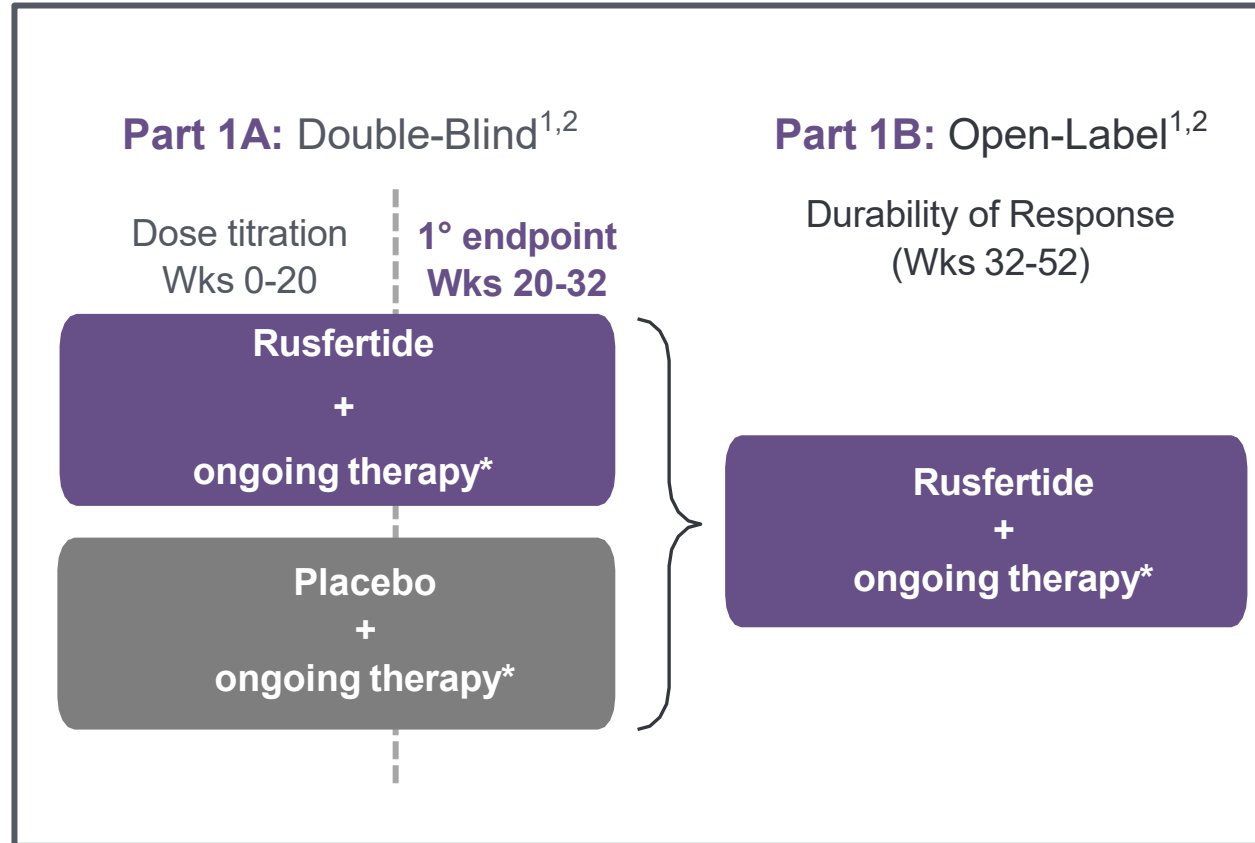 Part 1A: Double-Blind1,2
Dose titration
Wks 0-20
1° endpoint
Wks 20-32
Rusfertide
+
ongoing therapy*
Placebo
+
ongoing therapy*
Part 1B: Open-Label1,2
Durability of Response
(Wks 32-52)
Rusfertide
+
ongoing therapy*